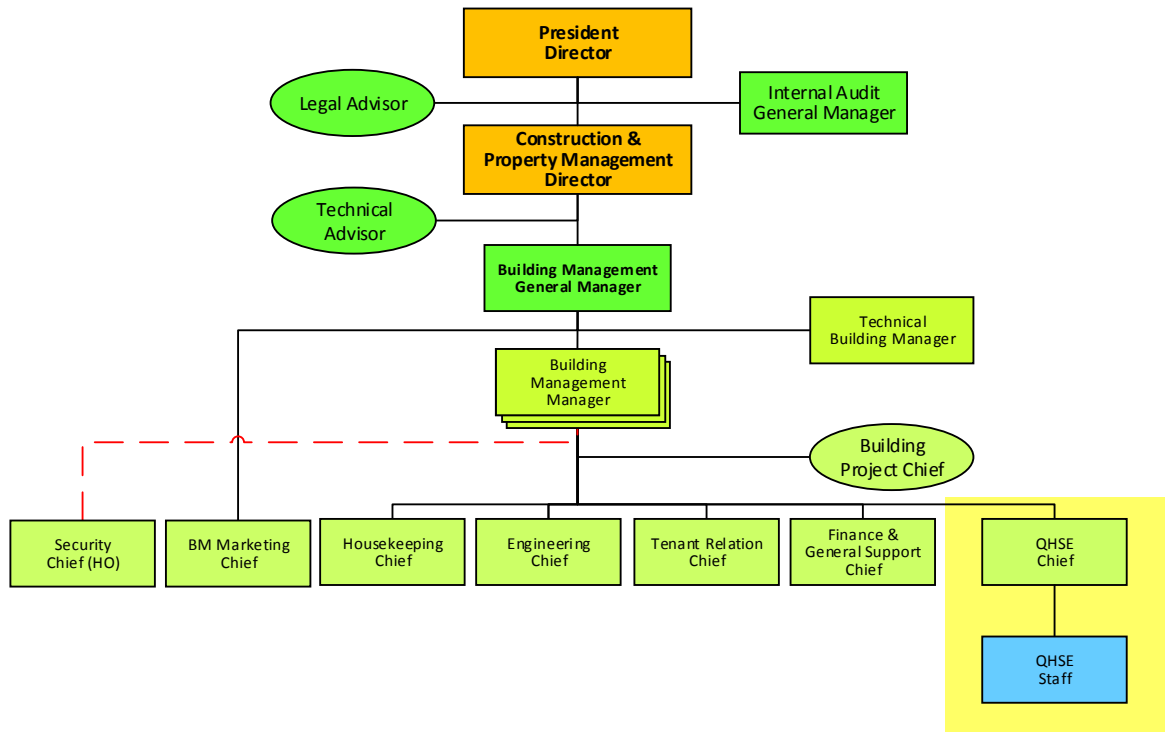 President
Director
Legal Advisor
Internal Audit
General Manager
Construction &
Property Management
Director
Technical
Advisor
Building Management
General Manager
Technical
Building Manager
Building
Management
Manager
Building
Project Chief
Security
Chief (HO)
BM Marketing
Chief
Housekeeping
Chief
Engineering
Chief
Tenant Relation
Chief
Finance &
General Support
Chief
QHSE
Chief
QHSE
Staff